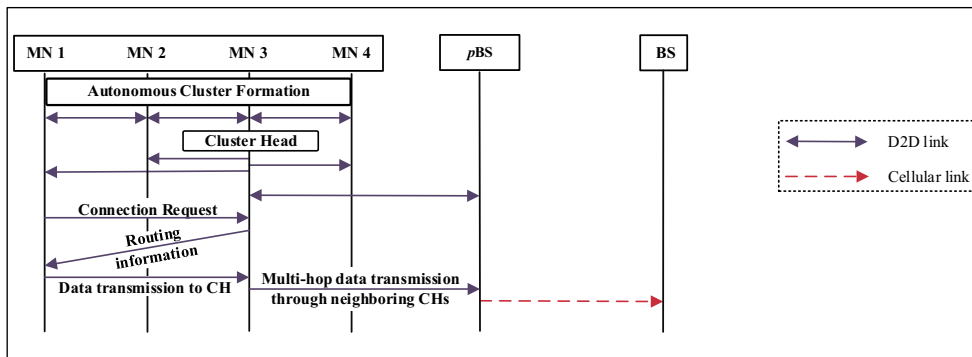 MN 1
MN 2
MN 3
MN 4
pBS
BS
Autonomous Cluster Formation
Cluster Head
D2D link
Cellular link
Connection Request
Routing
information
Data transmission to CH
Multi-hop data transmission
through neighboring CHs